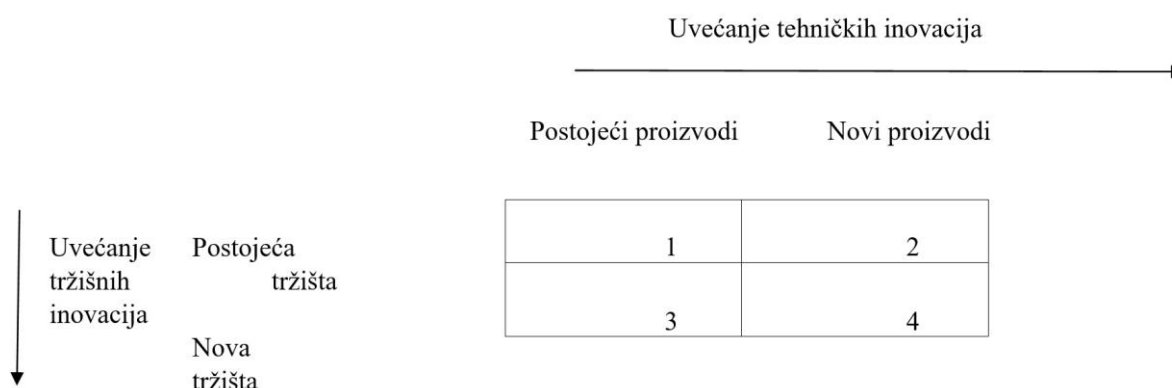 Uvećanje tehničkih inovacija
Postojeći proizvodi Novi proizvodi
1 2
Uvećanje Postojeća
tržišnih tržišta
inovacija
3 4
Nova
tržišta